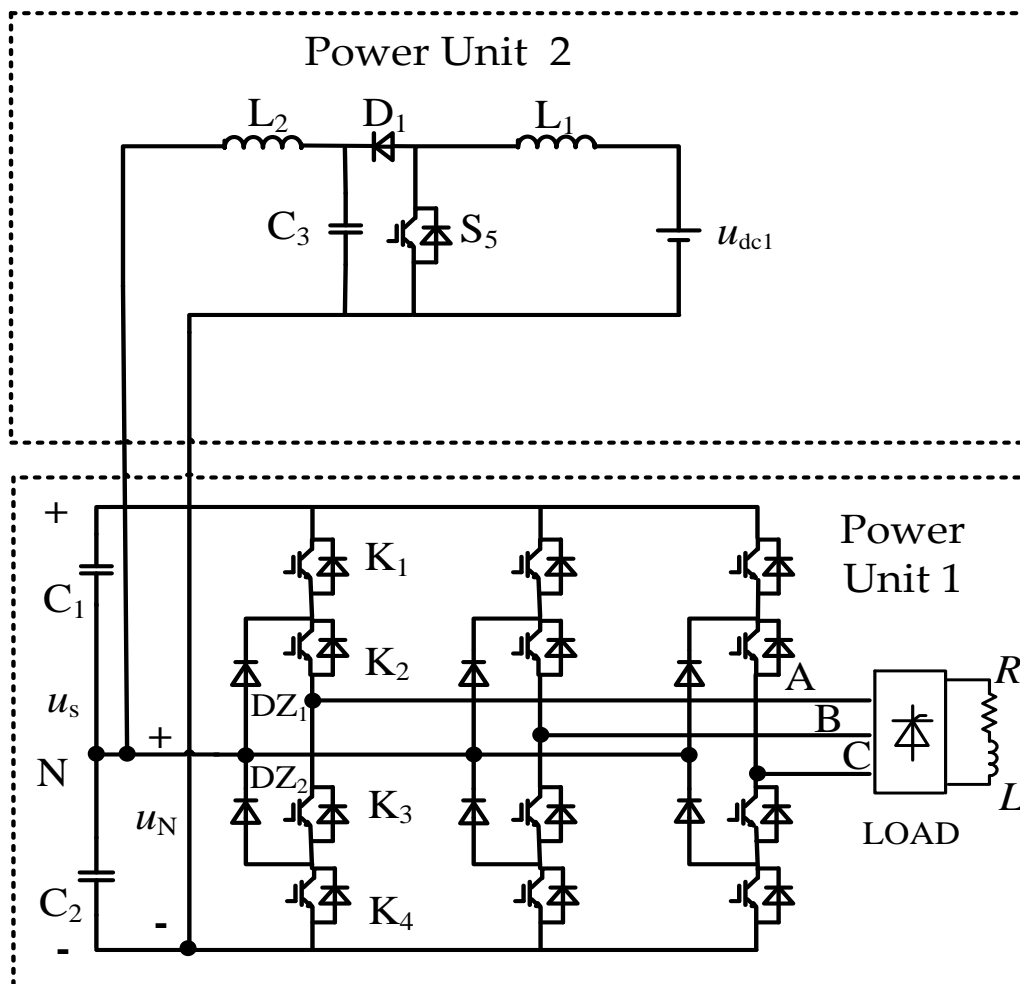 Power Unit 2
L2
D1
L1
C3
S5
udc1
+
Power
Unit 1
K1
C1
K2
A
R
us
DZ1
+
B
N
DZ2
C
L
uN
K3
LOAD
C2
K4
-
-